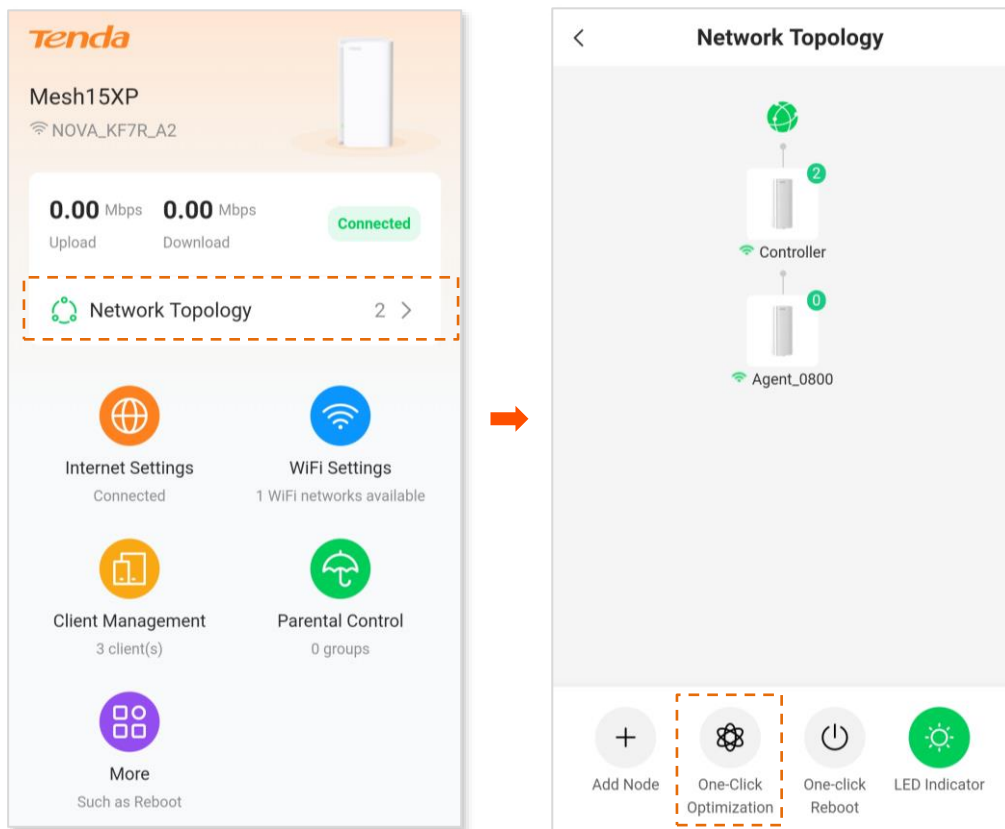 Tenda
Mesh15XP
NOVA_KF7R_A2
0.00 Mbps 0.00 Mbps
Upload Download
Connected
Network Topology 2
Internet Settings
Connected
WiFi Settings
1 WiFi networks available
Client Management
3 client(s)
Parental Control
0 groups
More
Such as Reboot
Network Topology
2
Controller
0
Agent_0800
Add Node
One-Click
Optimization
One-click
Reboot
LED Indicator